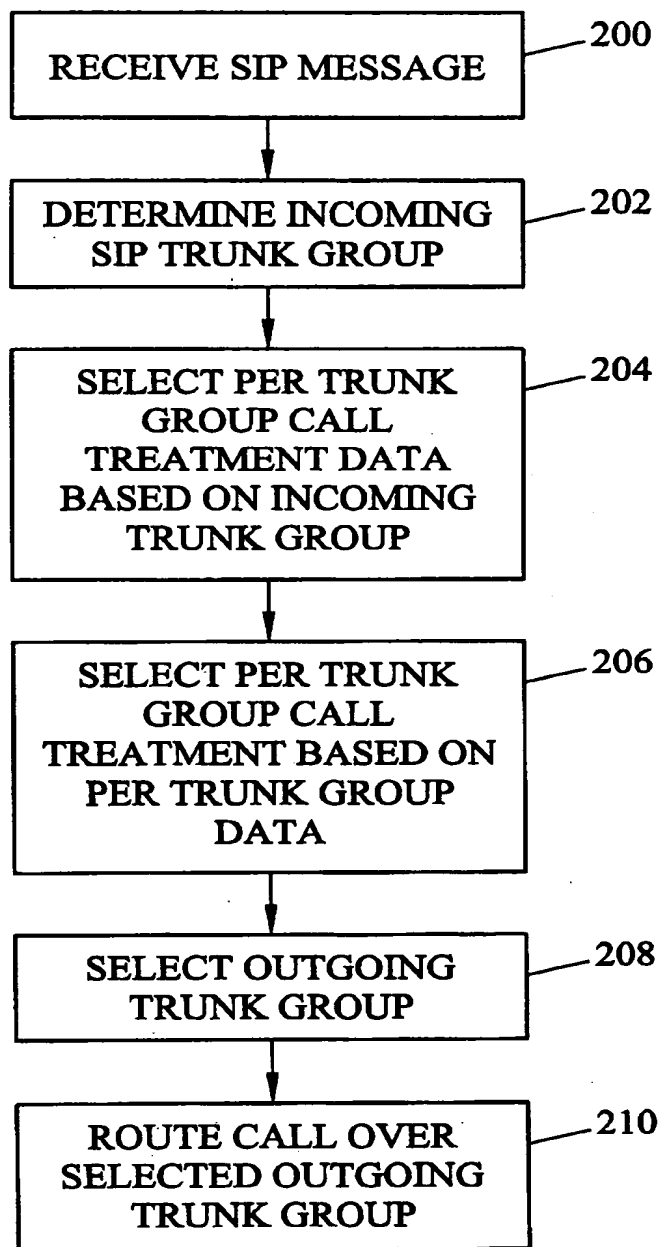 200
RECEIVE SIP MESSAGE
202
DETERMINE INCOMING
SIP TRUNK GROUP
204
SELECT PER TRUNK
GROUP CALL
TREATMENT DATA
BASED ON INCOMING
TRUNK GROUP
206
SELECT PER TRUNK
GROUP CALL
TREATMENT BASED ON
PER TRUNK GROUP
DATA
208
SELECT OUTGOING
TRUNK GROUP
210
ROUTE CALL OVER
SELECTED OUTGOING
TRUNK GROUP